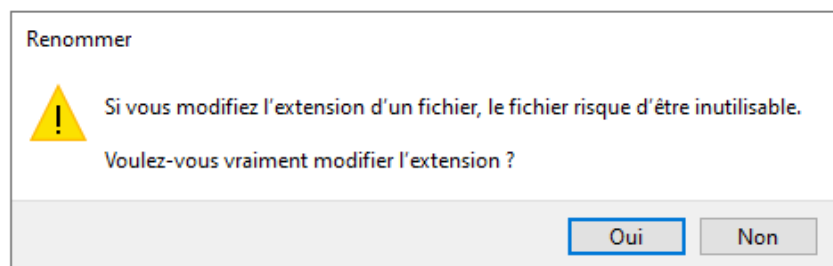 Renommer
Si vous modifiez l’extension d’un fichier, le fichier risque d’être inutilisable.
Voulez-vous vraiment modifier l’extension ?
Oui
Non